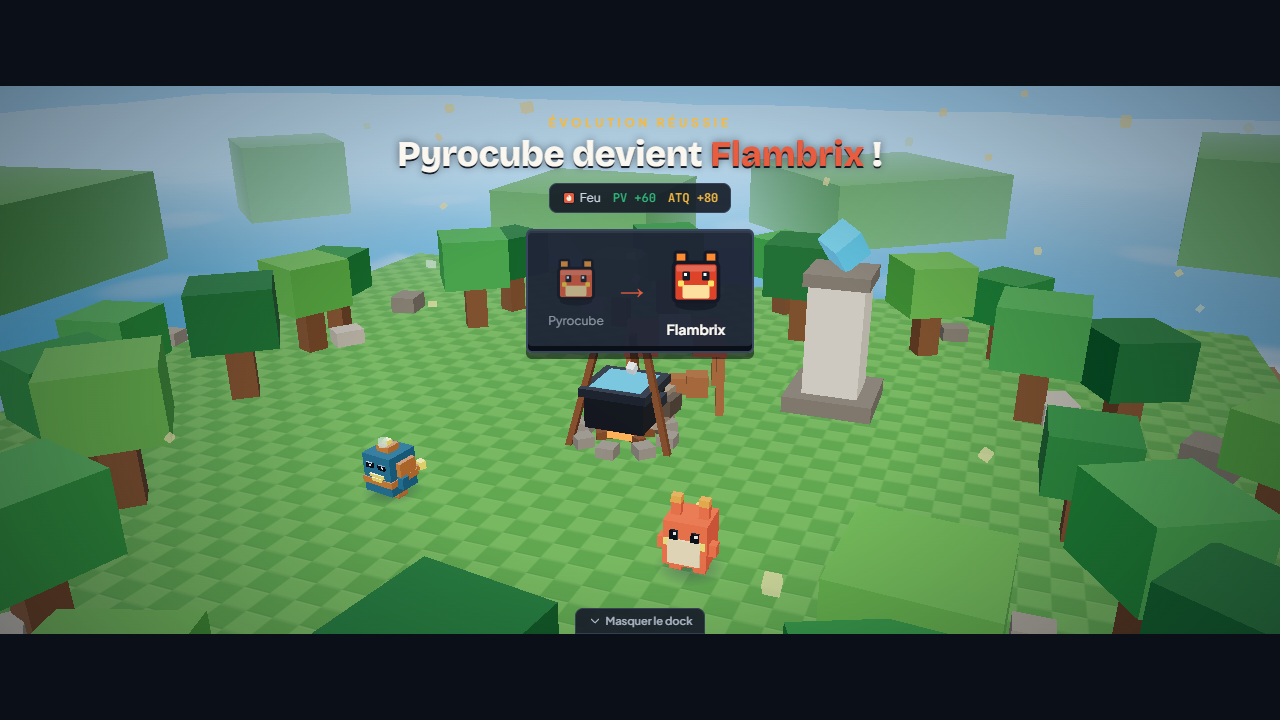 ÉVOLUTION RÉUSSIE
Pyrocube devient Flambrix !
Feu PV +60 ATQ +80
Pyrocube → Flambrix
Masquer le dock